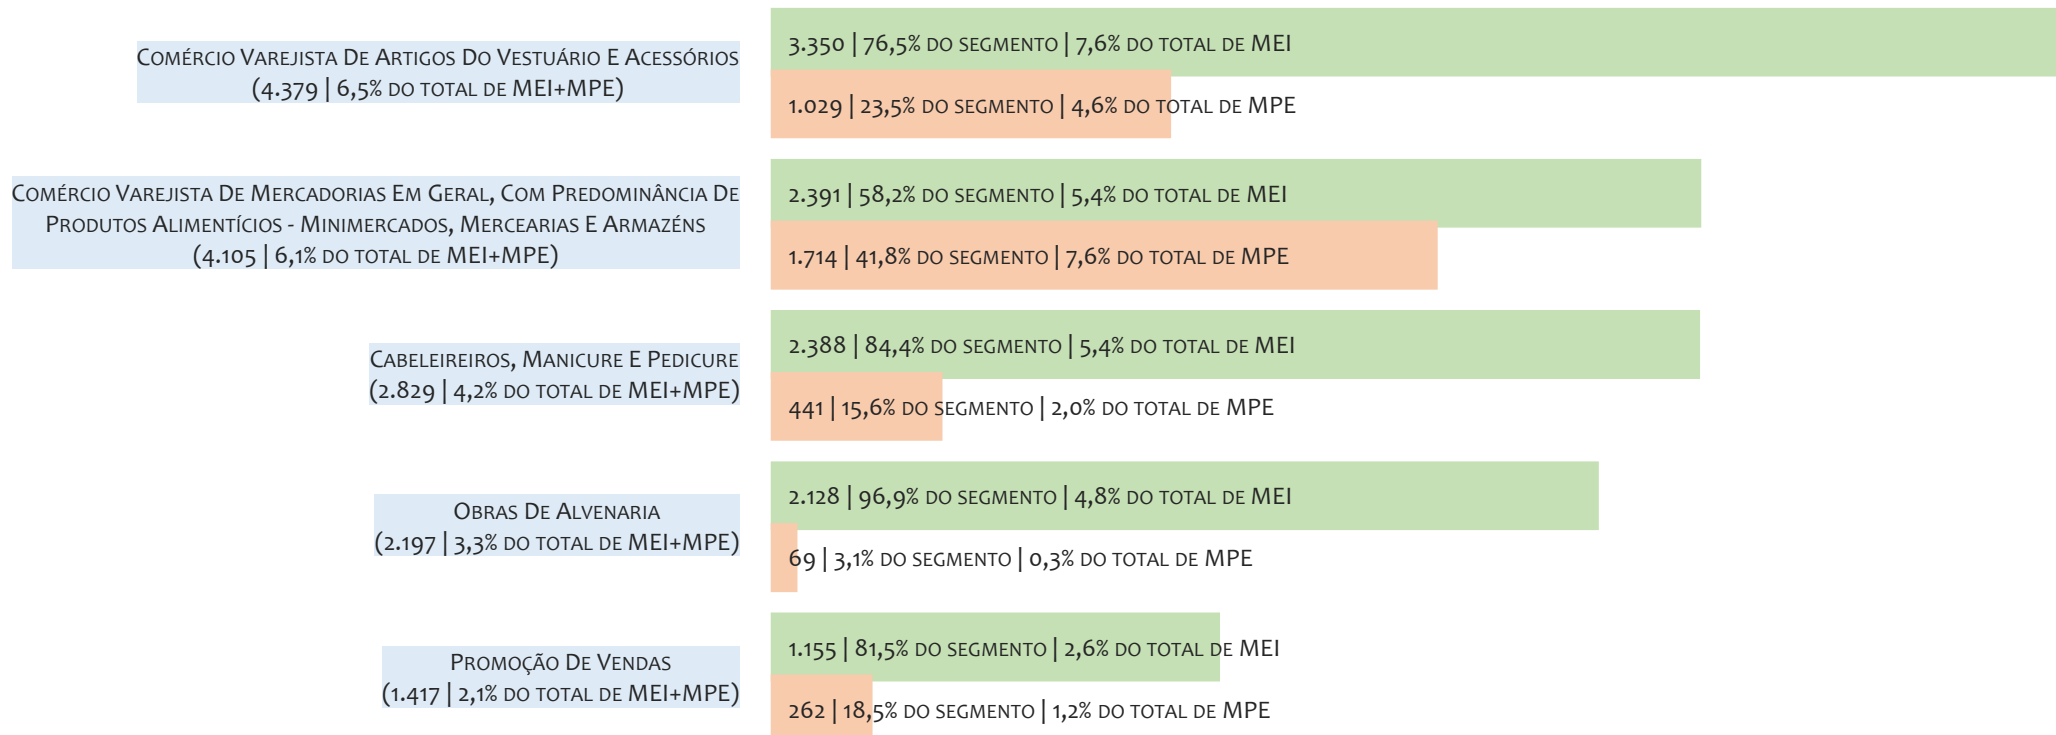 Comércio Varejista De Artigos Do Vestuário E Acessórios
(4.379 | 6,5% do total de MEI+MPE)
3.350 | 76,5% do segmento | 7,6% do total de MEI
1.029 | 23,5% do segmento | 4,6% do total de MPE
Comércio Varejista De Mercadorias Em Geral, Com Predominância De
Produtos Alimentícios - Minimercados, Mercearias E Armazéns
(4.105 | 6,1% do total de MEI+MPE)
2.391 | 58,2% do segmento | 5,4% do total de MEI
1.714 | 41,8% do segmento | 7,6% do total de MPE
Cabeleireiros, Manicure E Pedicure
(2.829 | 4,2% do total de MEI+MPE)
2.388 | 84,4% do segmento | 5,4% do total de MEI
441 | 15,6% do segmento | 2,0% do total de MPE
Obras De Alvenaria
(2.197 | 3,3% do total de MEI+MPE)
2.128 | 96,9% do segmento | 4,8% do total de MEI
69 | 3,1% do segmento | 0,3% do total de MPE
Promoção De Vendas
(1.417 | 2,1% do total de MEI+MPE)
1.155 | 81,5% do segmento | 2,6% do total de MEI
262 | 18,5% do segmento | 1,2% do total de MPE